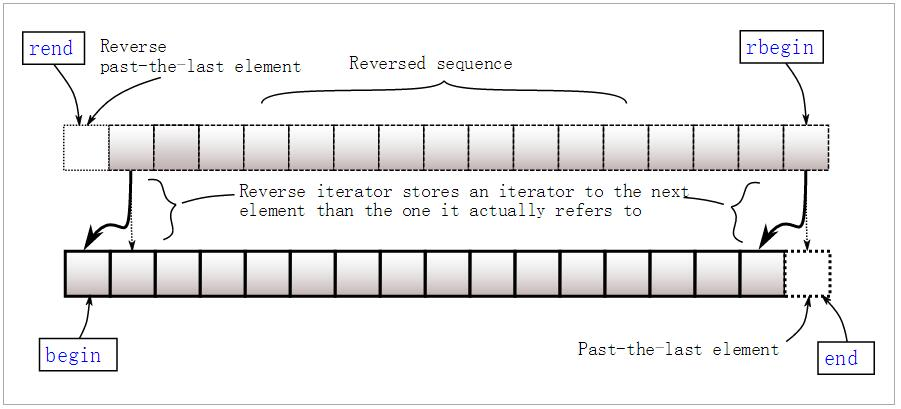 rend
Reverse
past-the-last element
Reversed sequence
rbegin
Reverse iterator stores an iterator to the next
element than the one it actually refers to
begin
Past-the-last element
end